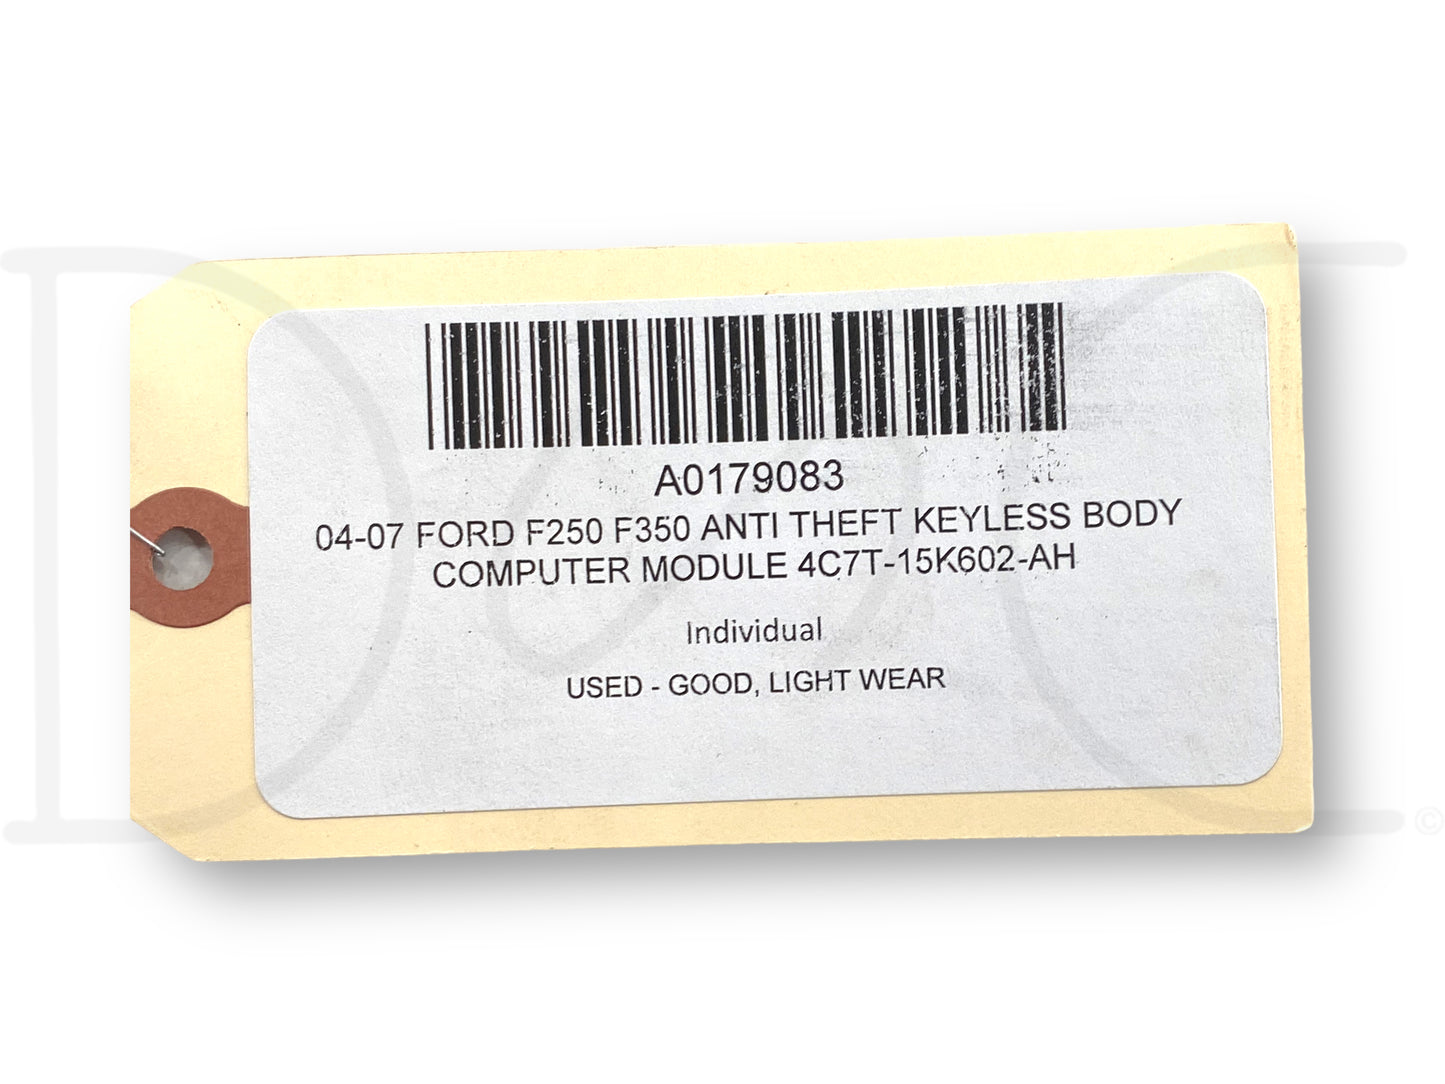 A0179083
04-07 FORD F250 F350 ANTI THEFT KEYLESS BODY
COMPUTER MODULE 4C7T-15K602-AH
Individual
USED - GOOD, LIGHT WEAR
©